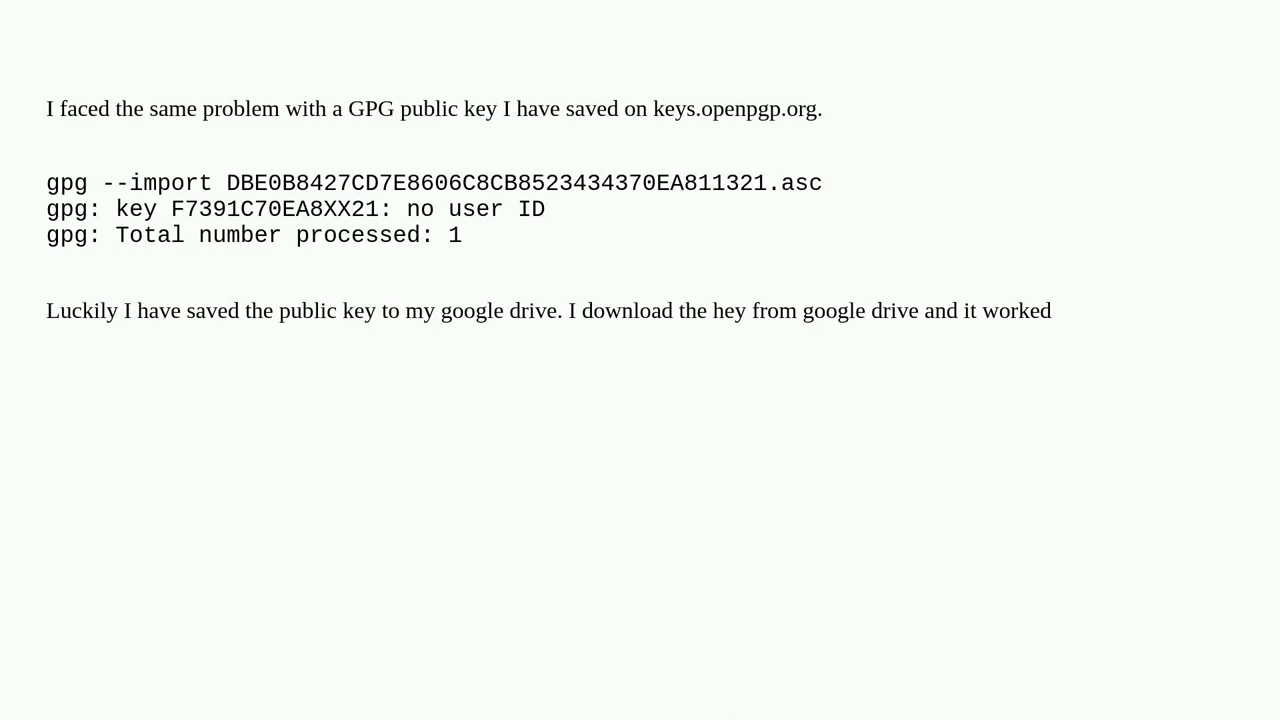 I faced the same problem with a GPG public key I have saved on keys.openpgp.org.
gpg --import DBE0B8427CD7E8606C8CB8523434370EA811321.asc
gpg: key F7391C70EA8XX21: no user ID
gpg: Total number processed: 1
Luckily I have saved the public key to my google drive. I download the hey from google drive and it worked